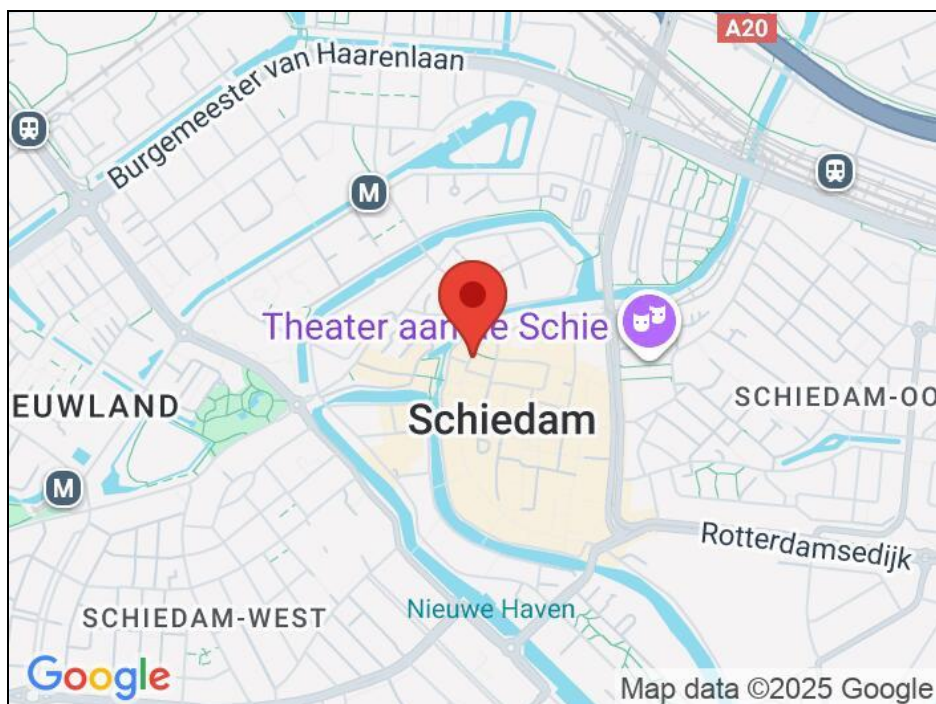 A20
Burgemeester van Haarenlaan
M
Theater aan de Schie
EUWLAND
Schiedam
SCHIEDAM-OO
M
Rotterdamsedijk
Nieuwe Haven
SCHIEDAM-WEST
Google
Map data ©2025 Google